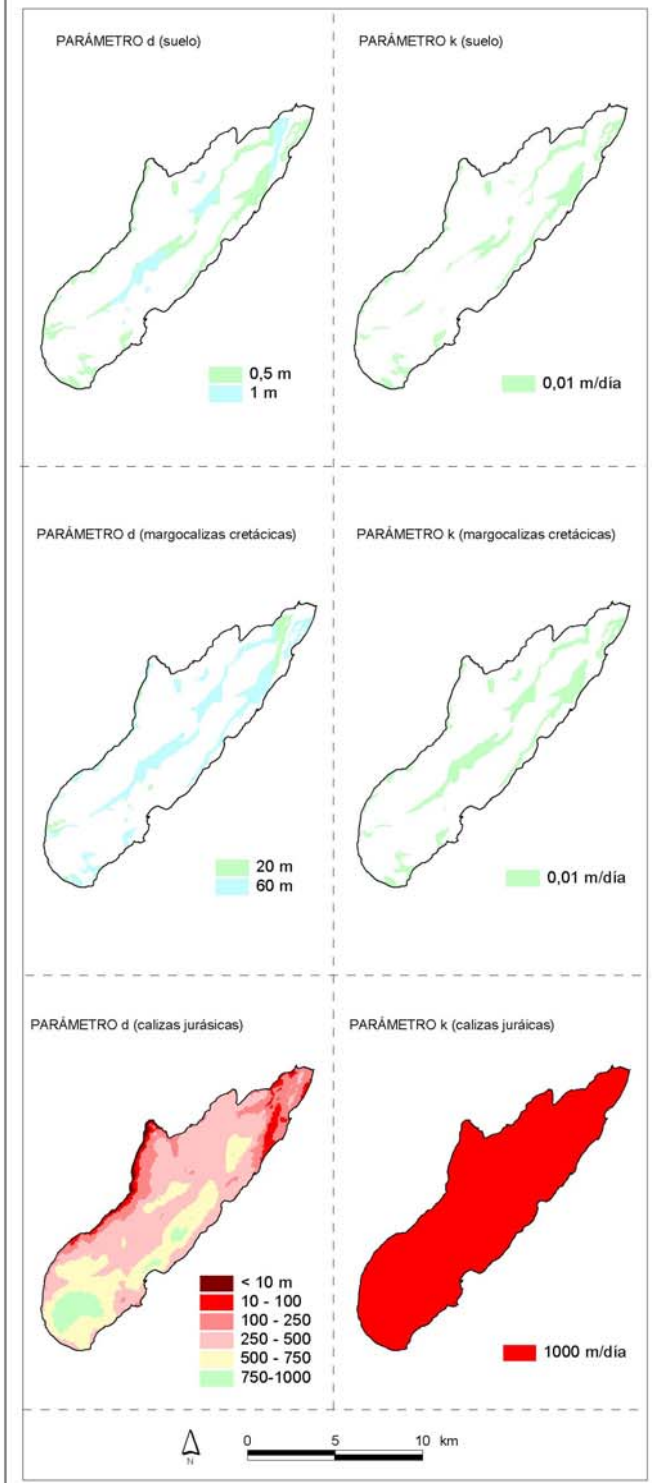 PARÁMETRO d (suelo)
PARÁMETRO k (suelo)
0,5 m
1 m
0,01 m/día
PARÁMETRO d (margocalizas cretácicas)
PARÁMETRO k (margocalizas cretácicas)
20 m
60 m
0,01 m/día
PARÁMETRO d (calizas jurásicas)
PARÁMETRO k (calizas juráicas)
< 10 m
10 - 100
100 - 250
250 - 500
500 - 750
750-1000
1000 m/día
N
0 5 10 km